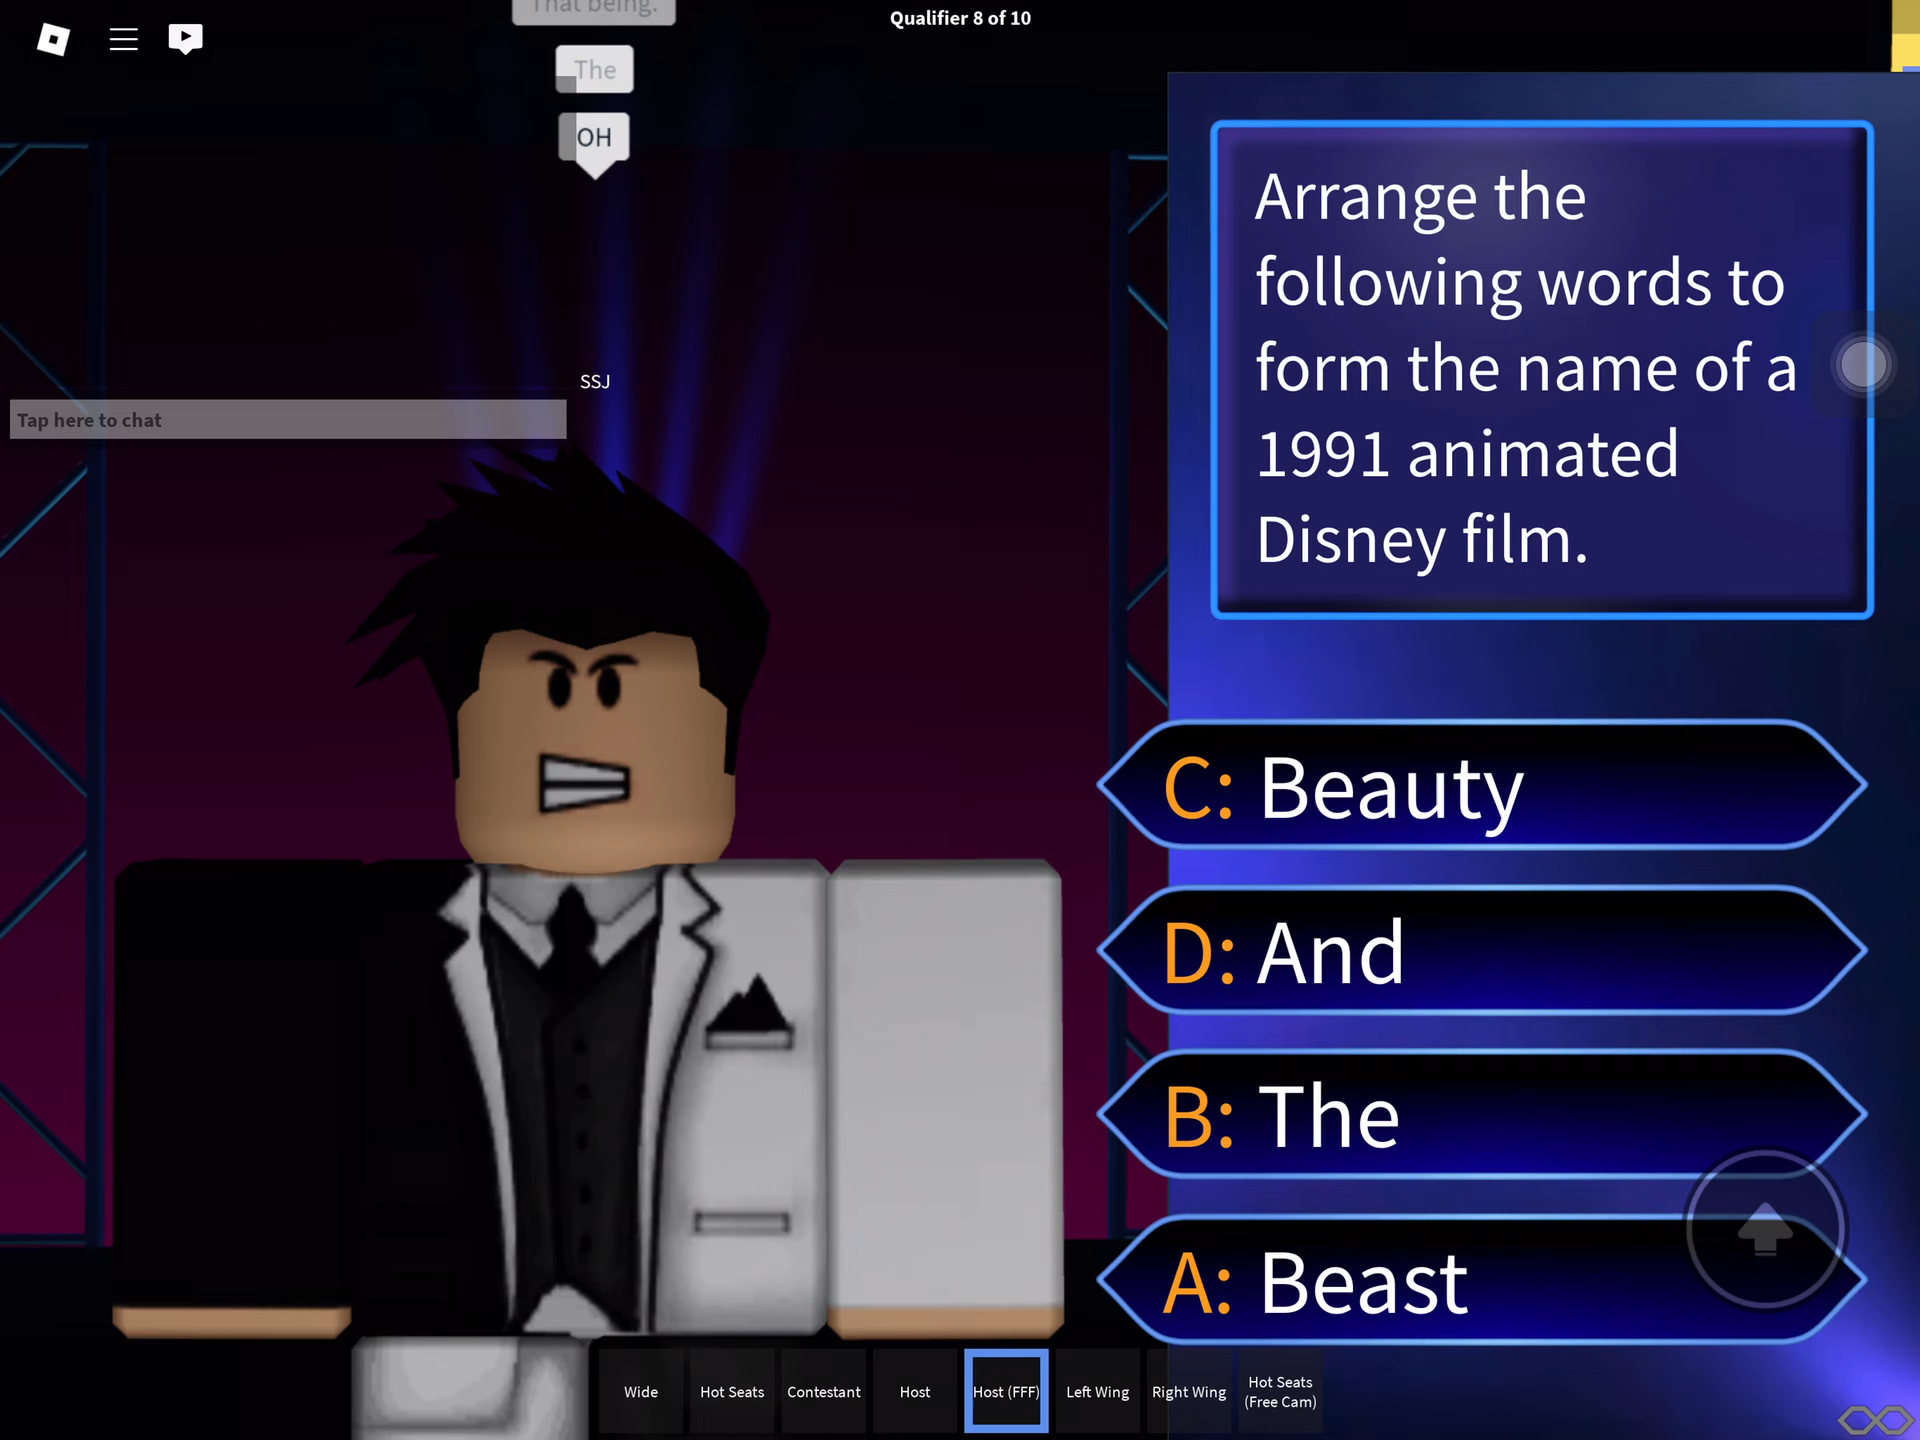 That being.
Qualifier 8 of 10
The
OH
SSJ
Tap here to chat
Arrange the
following words to
form the name of a
1991 animated
Disney film.
C: Beauty
D: And
B: The
A: Beast
Wide
Hot Seats
Contestant
Host
Host (FFF)
Left Wing
Right Wing
Hot Seats
(Free Cam)